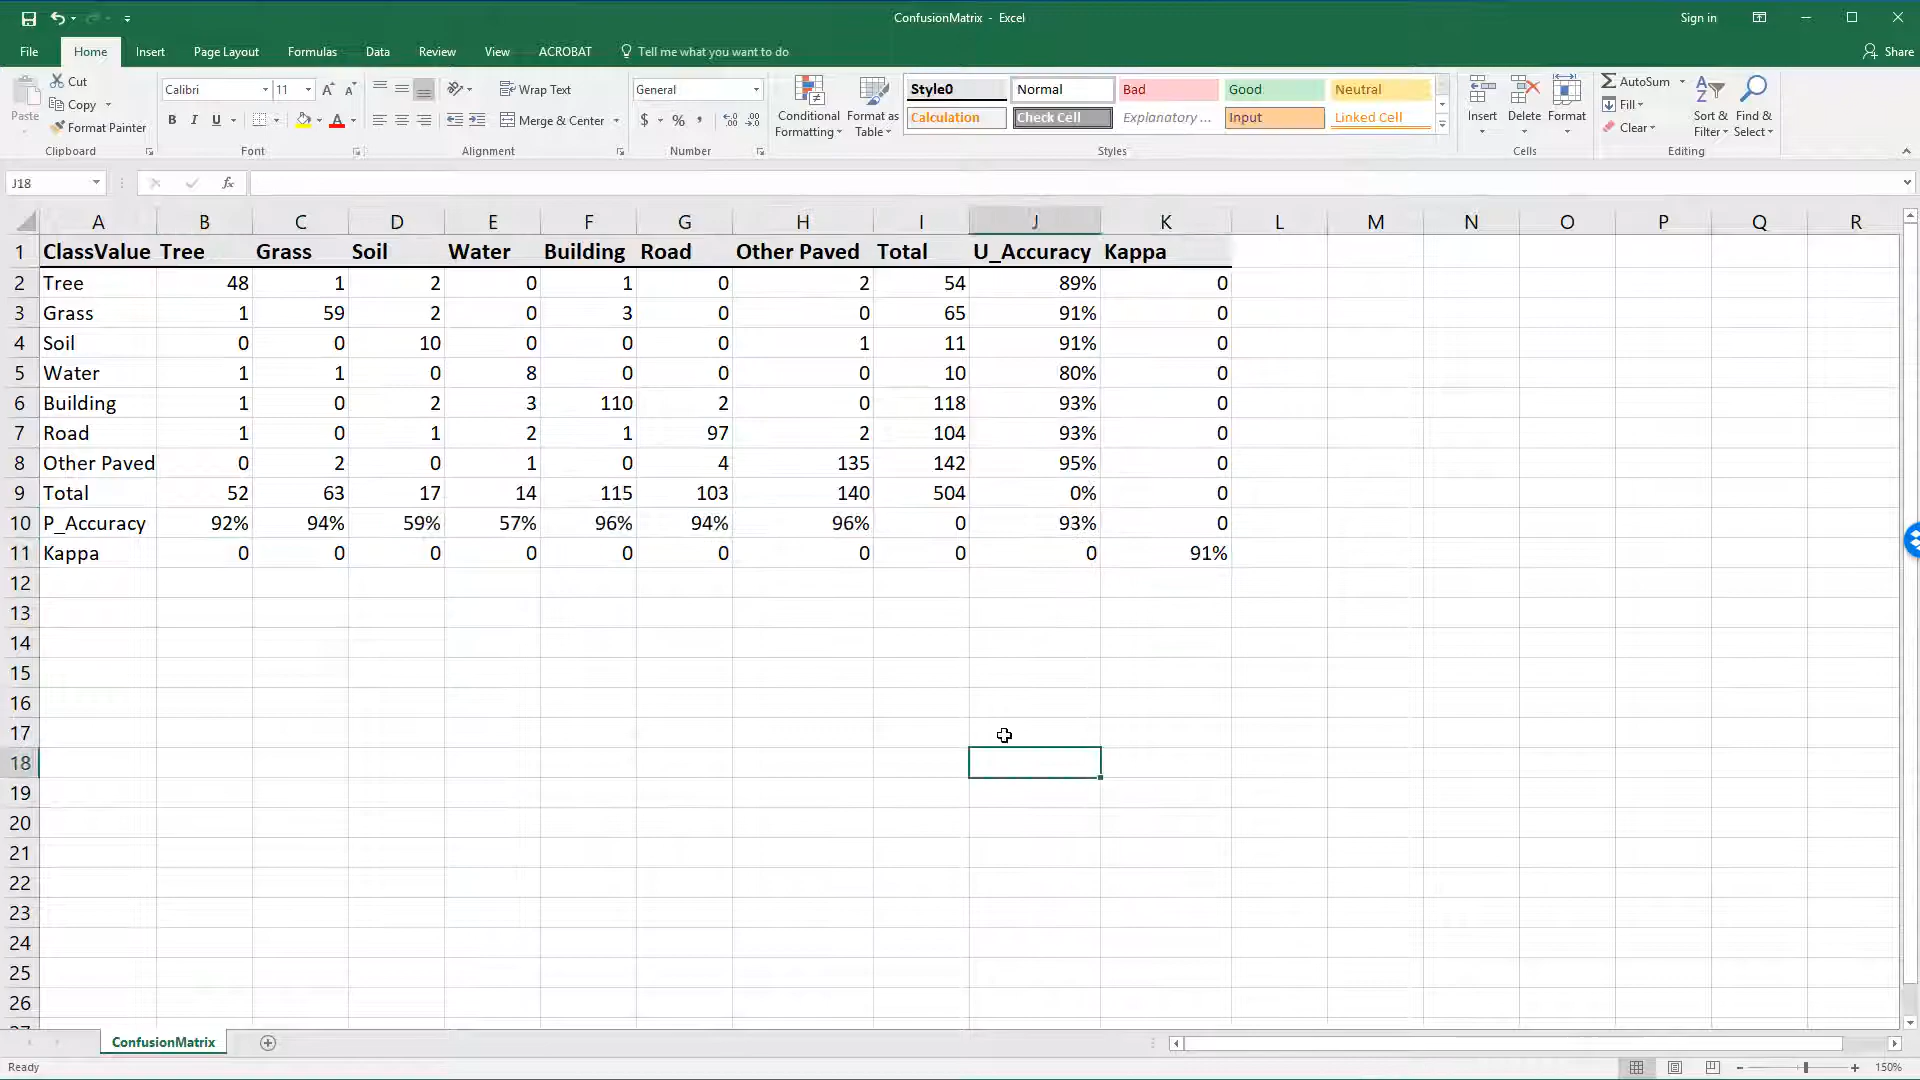 ConfusionMatrix - Excel
Sign in
File Home Insert Page Layout Formulas Data Review View ACROBAT Tell me what you want to do Share
Paste
Cut
Copy
Format Painter
Clipboard
Calibri 11
B I U
Font
Wrap Text
Merge & Center
Alignment
General
$ % ,
Number
Conditional Formatting
Format as Table
Style0 Normal Bad Good Neutral
Calculation Check Cell Explanatory ... Input Linked Cell
Styles
Insert Delete Format
Cells
AutoSum
Fill
Clear
Sort & Filter
Find & Select
Editing
J18 fx
A B C D E F G H I J K L M N O P Q R
1 ClassValue Tree Grass Soil Water Building Road Other Paved Total U_Accuracy Kappa
2 Tree 48 1 2 0 1 0 2 54 89% 0
3 Grass 1 59 2 0 3 0 0 65 91% 0
4 Soil 0 0 10 0 0 0 1 11 91% 0
5 Water 1 1 0 8 0 0 0 10 80% 0
6 Building 1 0 2 3 110 2 0 118 93% 0
7 Road 1 0 1 2 1 97 2 104 93% 0
8 Other Paved 0 2 0 1 0 4 135 142 95% 0
9 Total 52 63 17 14 115 103 140 504 0% 0
10 P_Accuracy 92% 94% 59% 57% 96% 94% 96% 0 93% 0
11 Kappa 0 0 0 0 0 0 0 0 0 91%
12
13
14
15
16
17
18
19
20
21
22
23
24
25
26
ConfusionMatrix
Ready
150%